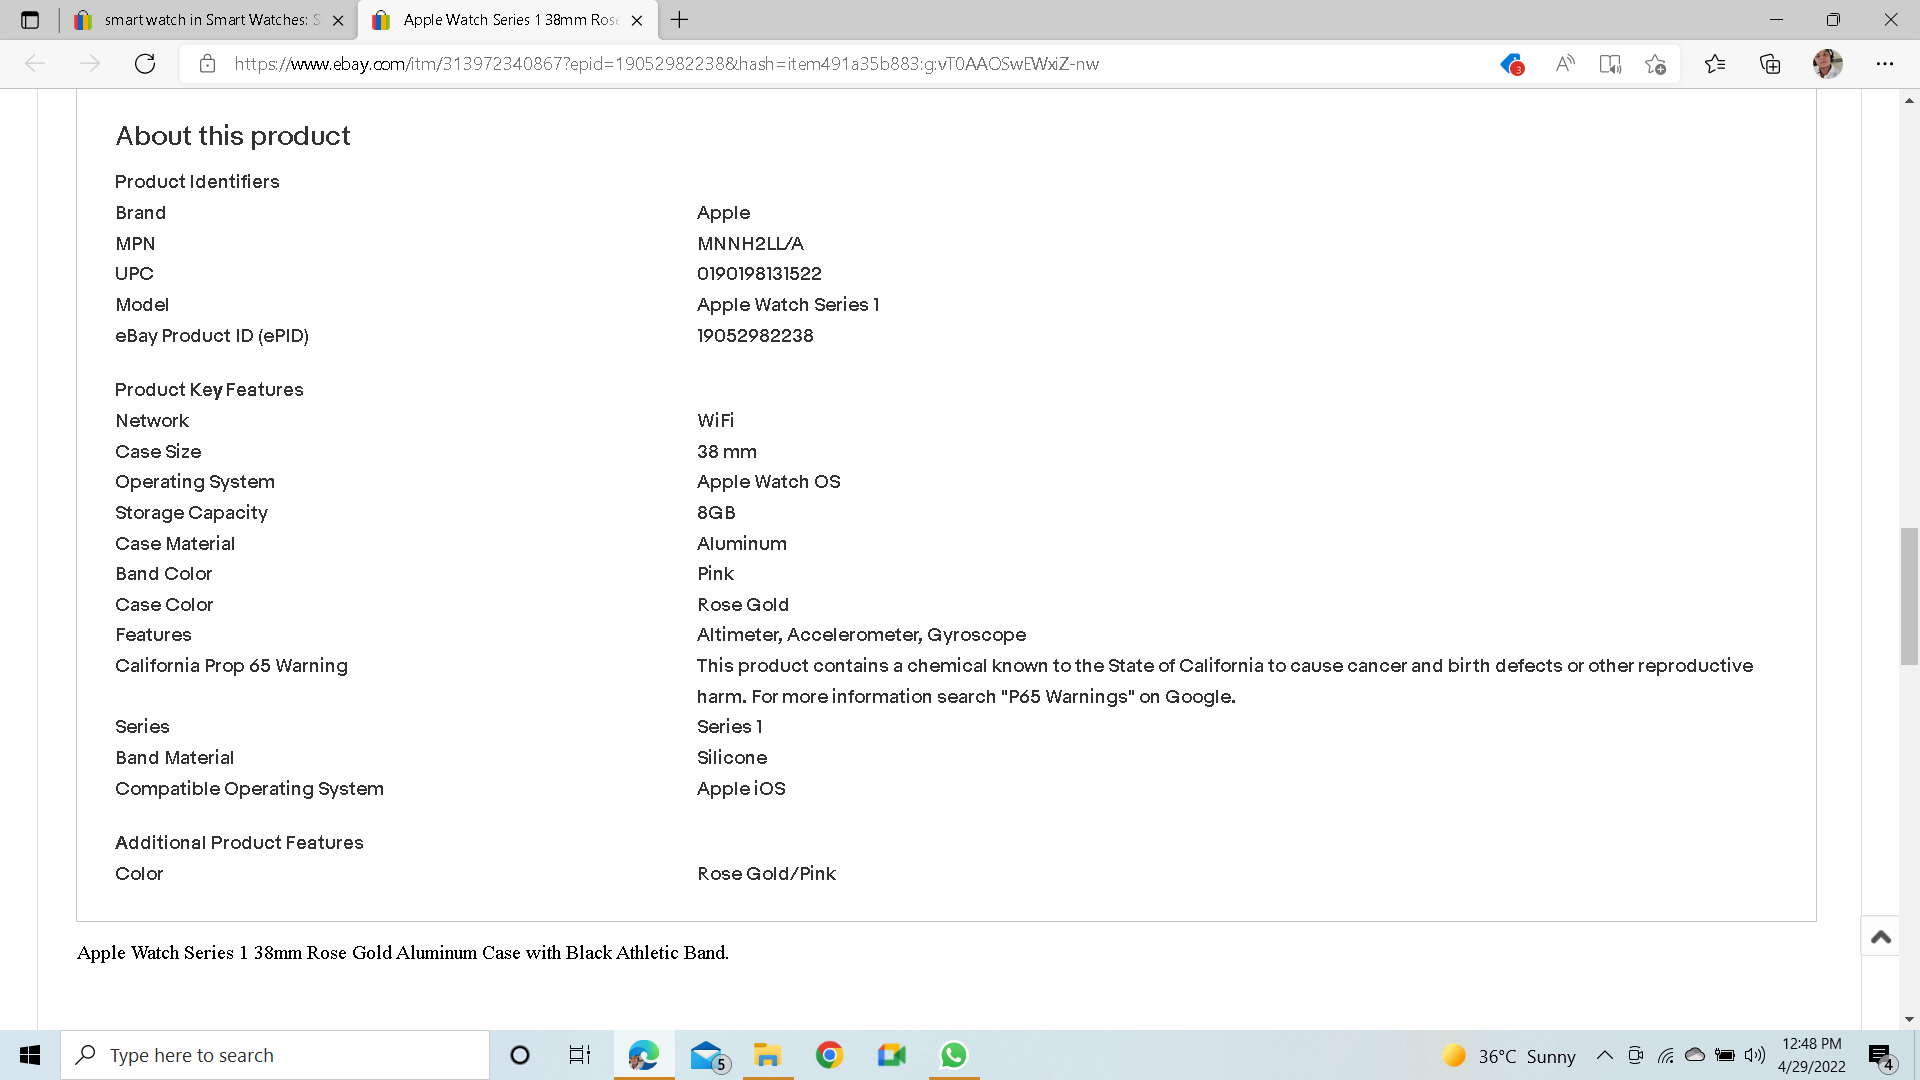 smart watch in Smart Watches: S
Apple Watch Series 1 38mm Rose
https://www.ebay.com/itm/313972340867?epid=19052982238&hash=item491a35b883:g:vT0AAOSwEWxiZ-nw
3
About this product
Product Identifiers
Brand Apple
MPN MNNH2LL/A
UPC 0190198131522
Model Apple Watch Series 1
eBay Product ID (ePID) 19052982238
Product Key Features
Network WiFi
Case Size 38 mm
Operating System Apple Watch OS
Storage Capacity 8GB
Case Material Aluminum
Band Color Pink
Case Color Rose Gold
Features Altimeter, Accelerometer, Gyroscope
California Prop 65 Warning This product contains a chemical known to the State of California to cause cancer and birth defects or other reproductive
harm. For more information search "P65 Warnings" on Google.
Series Series 1
Band Material Silicone
Compatible Operating System Apple iOS
Additional Product Features
Color Rose Gold/Pink
Apple Watch Series 1 38mm Rose Gold Aluminum Case with Black Athletic Band.
Type here to search
5
36°C Sunny
12:48 PM
4/29/2022
4